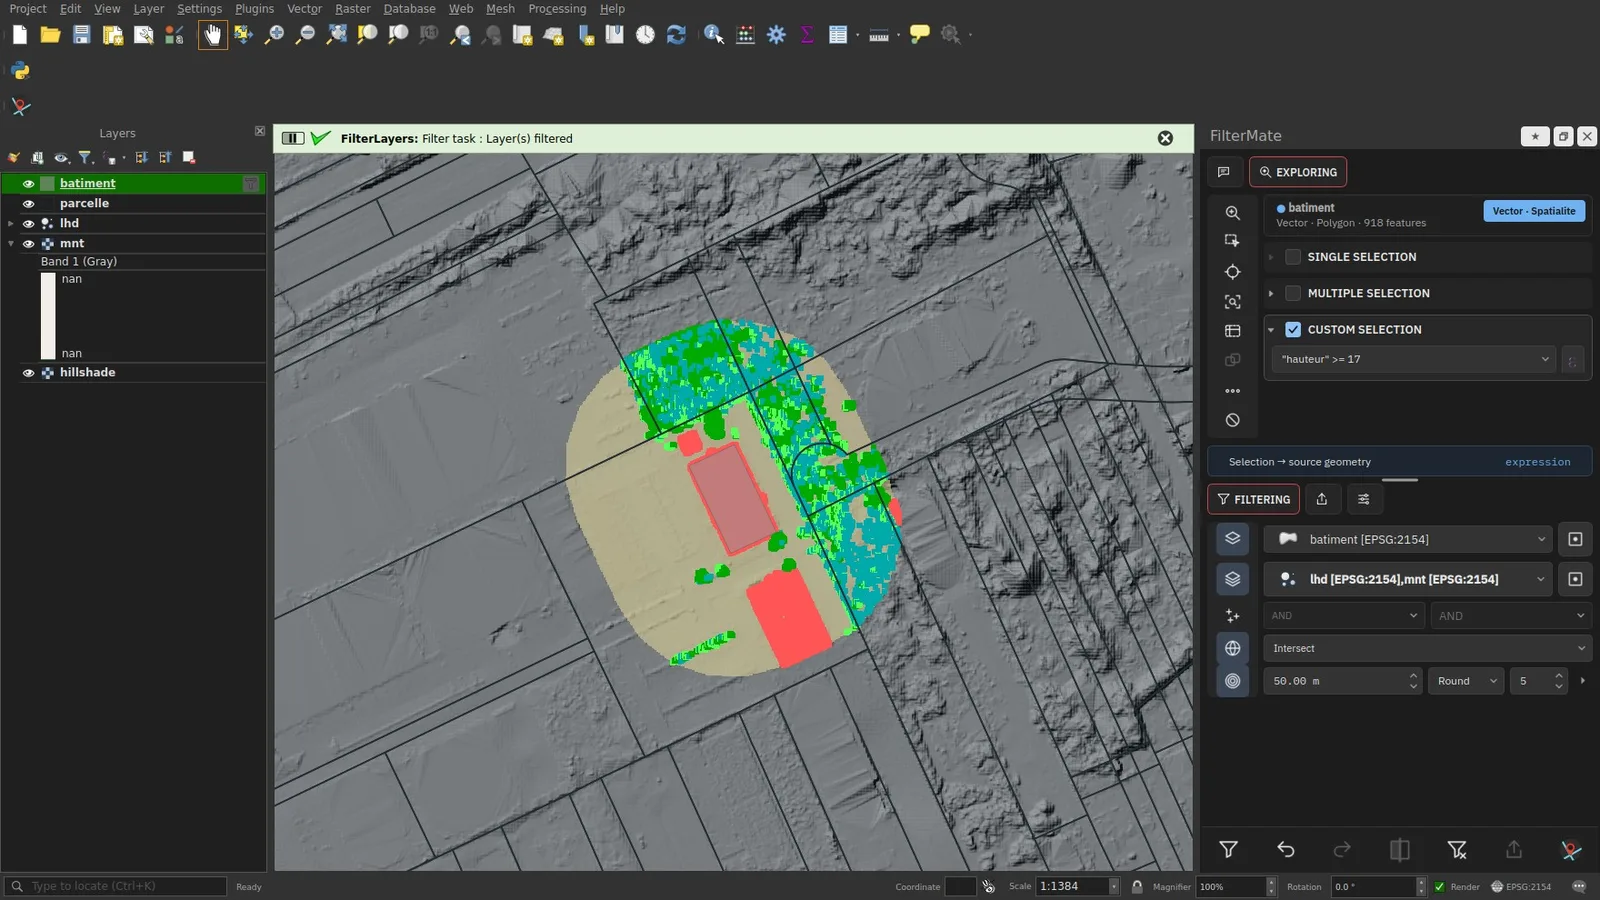 Project Edit View Layer Settings Plugins Vector Raster Database Web Mesh Processing Help
Layers
batiment
parcelle
lhd
mnt
Band 1 (Gray)
nan
nan
hillshade
FilterLayers: Filter task : Layer(s) filtered
FilterMate
EXPLORING
batiment
Vector · Polygon · 918 features
Vector · Spatialite
SINGLE SELECTION
MULTIPLE SELECTION
CUSTOM SELECTION
"hauteur" >= 17
Selection → source geometry expression
FILTERING
batiment [EPSG:2154]
lhd [EPSG:2154],mnt [EPSG:2154]
AND AND
Intersect
50.00 m Round 5
Type to locate (Ctrl+K) Ready Coordinate Scale 1:1384 Magnifier 100% Rotation 0.0 ° Render EPSG:2154